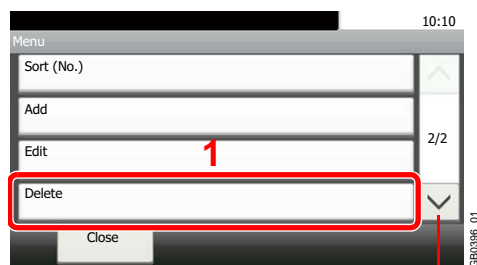 10:10
Menu
Sort (No.)
Add
2/2
Edit
1
Delete
Close
GB0396_01